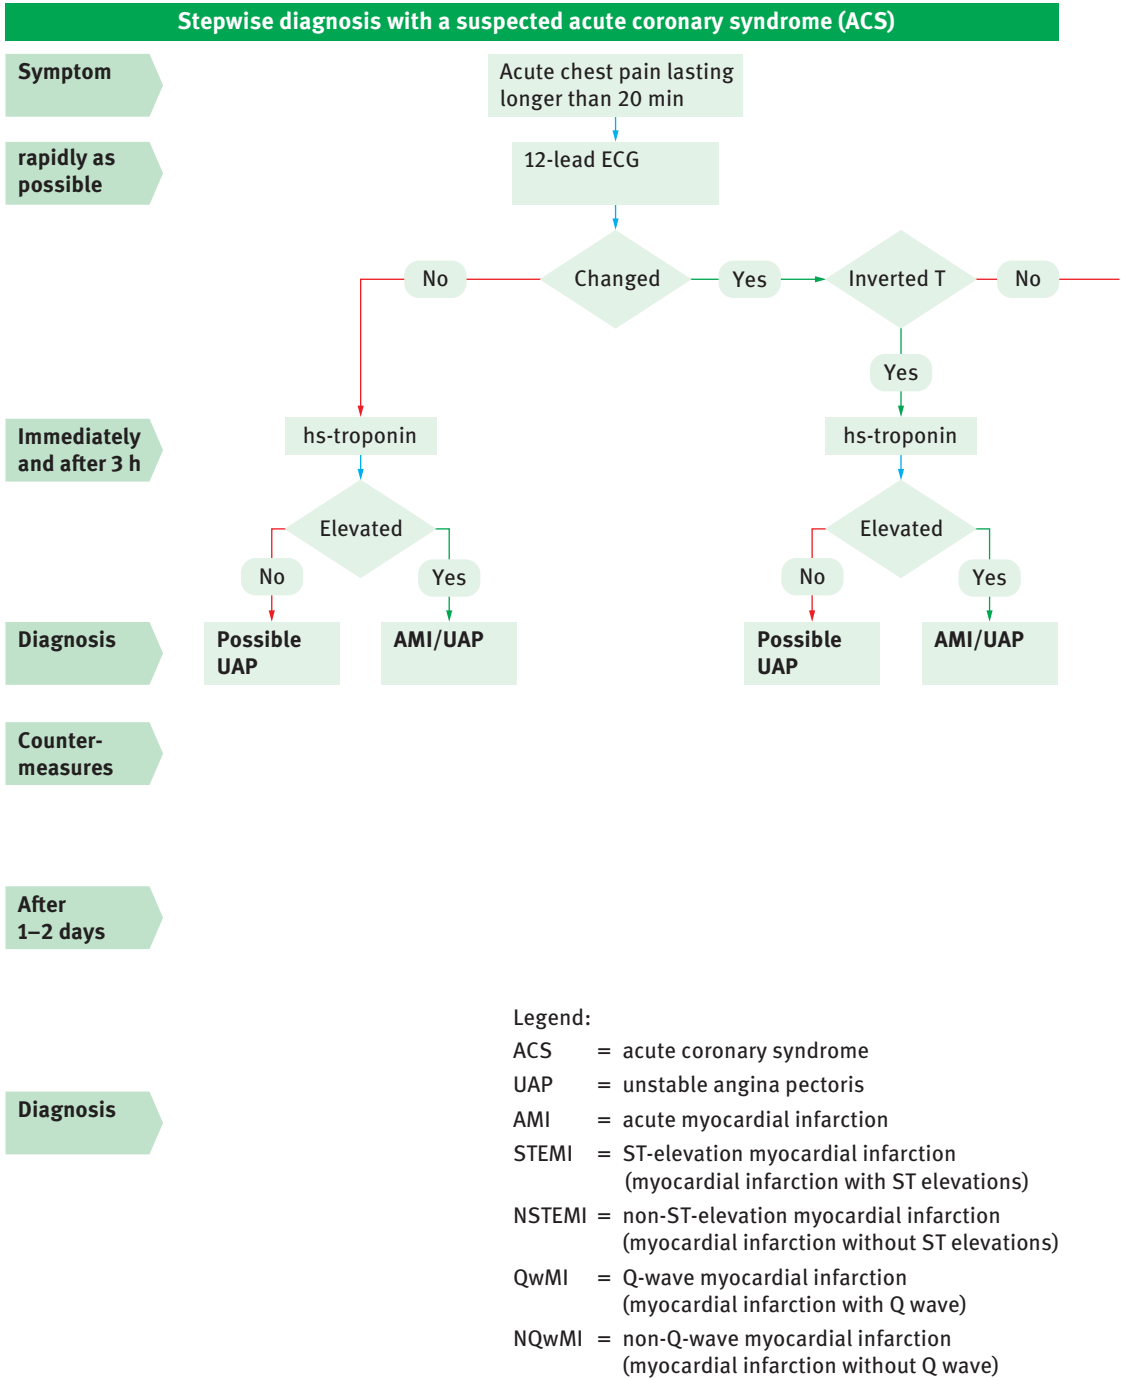 Stepwise diagnosis with a suspected acute coronary syndrome (ACS)
Symptom
Acute chest pain lasting
longer than 20 min
rapidly as
possible
12-lead ECG
No
Changed
Yes
Inverted T
No
Yes
Immediately
and after 3 h
hs-troponin
hs-troponin
Elevated
Elevated
No
Yes
No
Yes
Diagnosis
Possible
UAP
AMI/UAP
Possible
UAP
AMI/UAP
Counter-
measures
After
1–2 days
Diagnosis
Legend:
ACS = acute coronary syndrome
UAP = unstable angina pectoris
AMI = acute myocardial infarction
STEMI = ST-elevation myocardial infarction
(myocardial infarction with ST elevations)
NSTEMI = non-ST-elevation myocardial infarction
(myocardial infarction without ST elevations)
QwMI = Q-wave myocardial infarction
(myocardial infarction with Q wave)
NQwMI = non-Q-wave myocardial infarction
(myocardial infarction without Q wave)